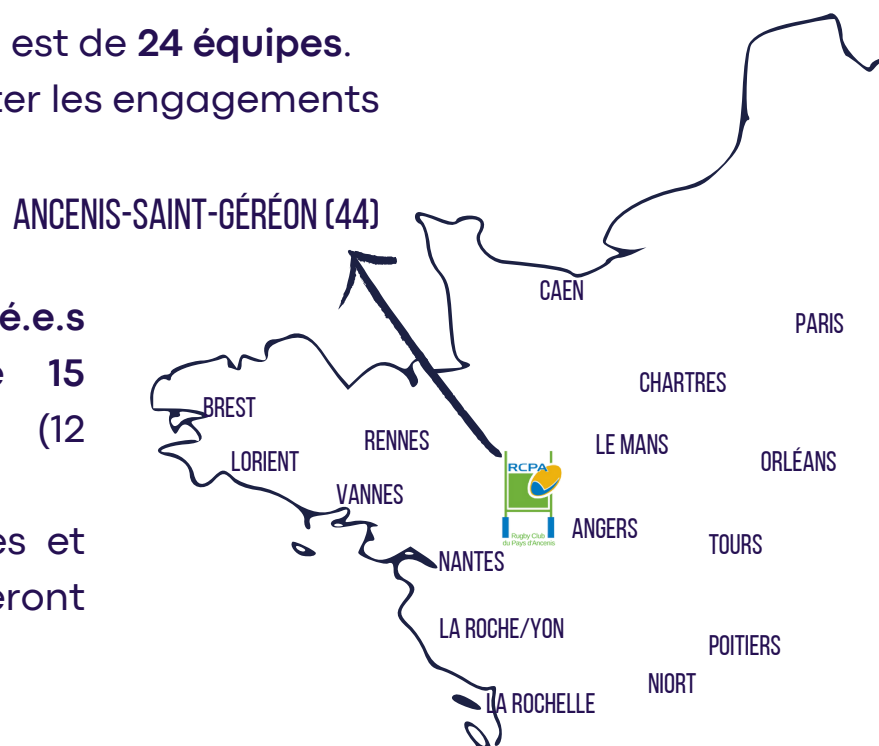 est de 24 équipes.
ter les engagements
ANCENIS-SAINT-GÉRÉON (44)
é.e.s
15
(12
es et
eront
CAEN
PARIS
CHARTRES
BREST
RENNES
LE MANS
LORIENT
ORLÉANS
VANNES
RCPA
Rugby Club
du Pays d'Ancenis
ANGERS
TOURS
NANTES
LA ROCHE/YON
POITIERS
NIORT
LA ROCHELLE